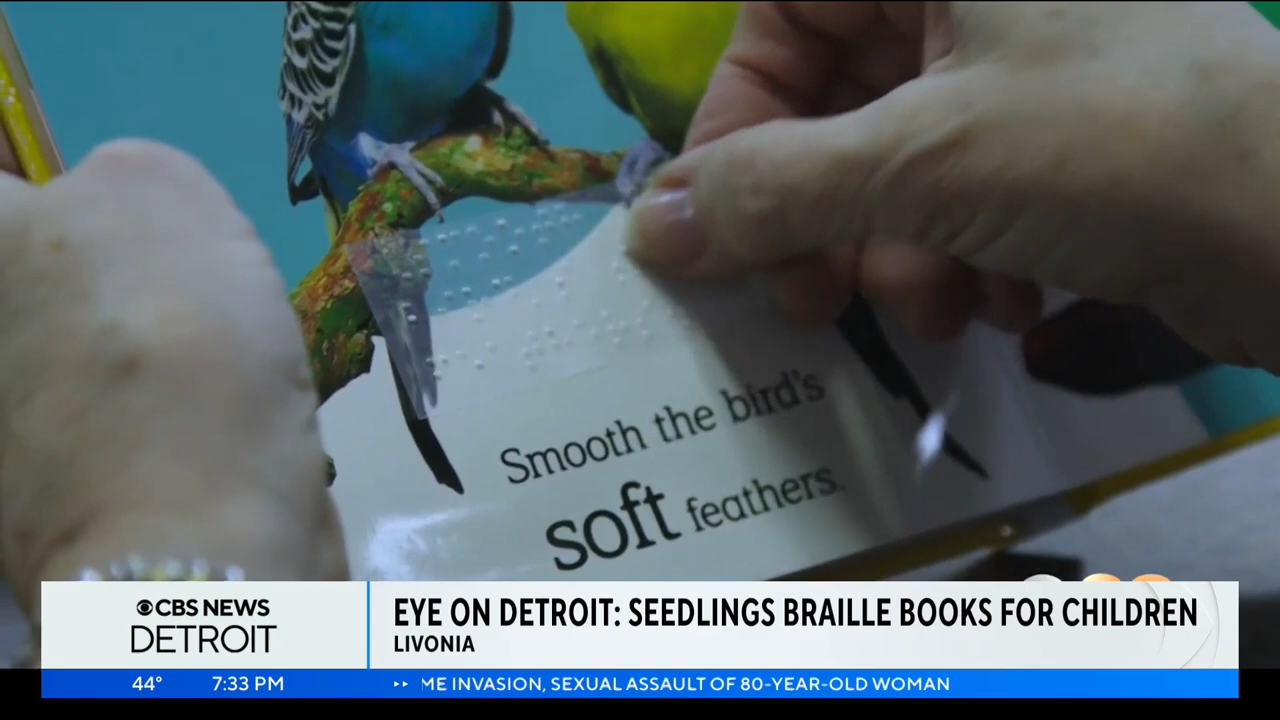 Smooth the bird's
soft feathers.
CBS NEWS
DETROIT
EYE ON DETROIT: SEEDLINGS BRAILLE BOOKS FOR CHILDREN
LIVONIA
44° 7:33 PM ME INVASION, SEXUAL ASSAULT OF 80-YEAR-OLD WOMAN